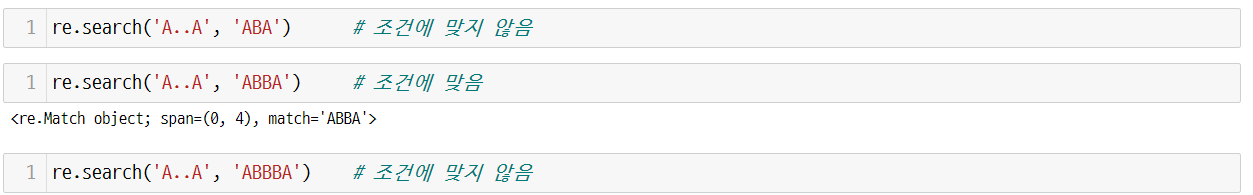 1 re.search('A..A', 'ABA') # 조건에 맞지 않음
1 re.search('A..A', 'ABBA') # 조건에 맞음
<re.Match object; span=(0, 4), match='ABBA'>
1 re.search('A..A', 'ABBBA') # 조건에 맞지 않음